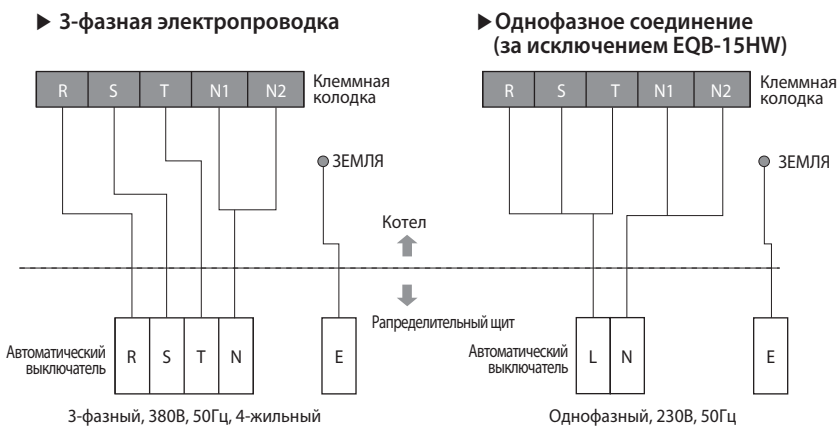 ▶ 3-фазная электропроводка
R S T N1 N2
Клеммная
колодка
ЗЕМЛЯ
Котел
Рапределительный щит
Автоматический
выключатель
R S T N
E
3-фазный, 380В, 50Гц, 4-жильный
▶ Однофазное соединение
(за исключением EQB-15HW)
R S T N1 N2
Клеммная
колодка
ЗЕМЛЯ
Автоматический
выключатель
L N
E
Однофазный, 230В, 50Гц